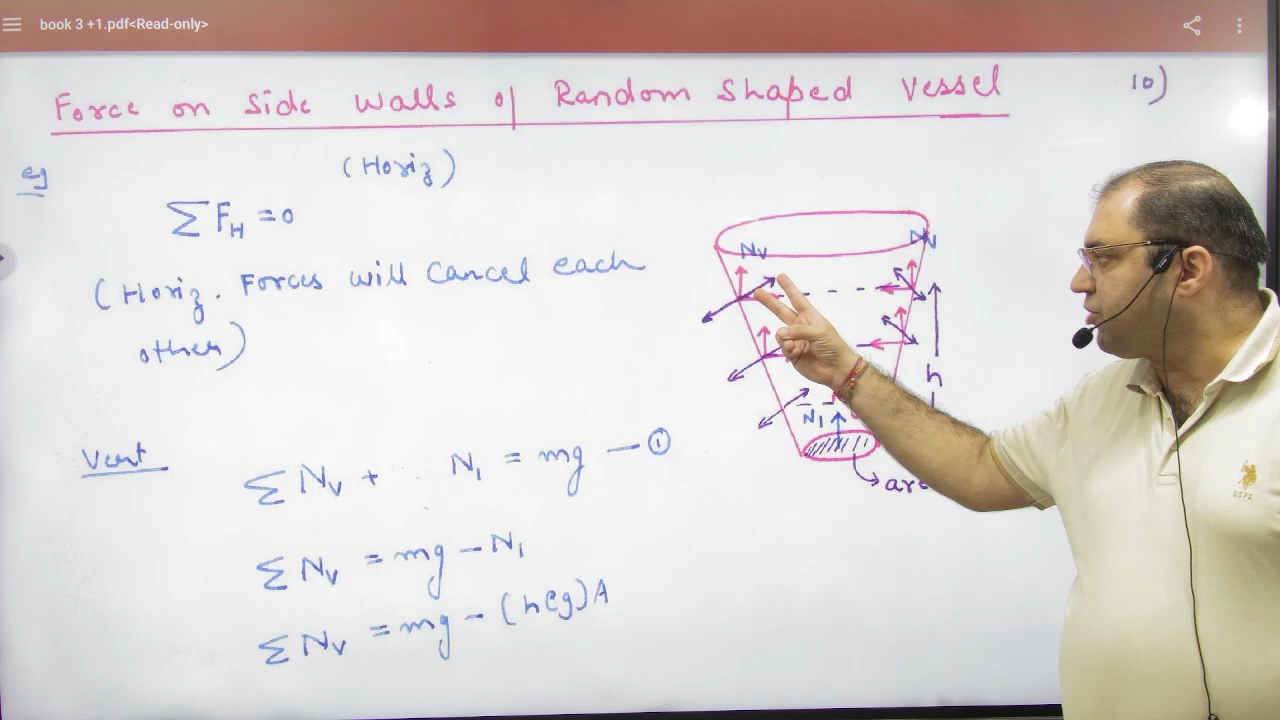 book 3 +1.pdf<Read-only>
Force on Side Walls of Random Shaped Vessel
10)
eg
(Horiz)
ΣF_H = 0
(Horiz. Forces will Cancel each
other)
Vert
ΣN_V + N_1 = mg — ①
ΣN_V = mg - N_1
ΣN_V = mg - (hρg)A
N_V
N_V
h
N_1
USPA